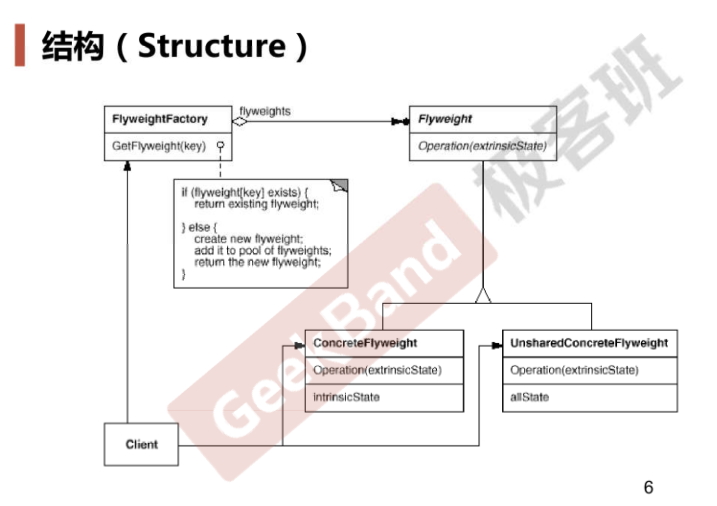 结构（Structure）
FlyweightFactory
flyweights
Flyweight
GetFlyweight(key)
Operation(extrinsicState)
if (flyweight[key] exists) {
return existing flyweight;
} else {
create new flyweight;
add it to pool of flyweights;
return the new flyweight;
}
ConcreteFlyweight
UnsharedConcreteFlyweight
Operation(extrinsicState)
Operation(extrinsicState)
intrinsicState
allState
Client
GeekBand
极客班
6